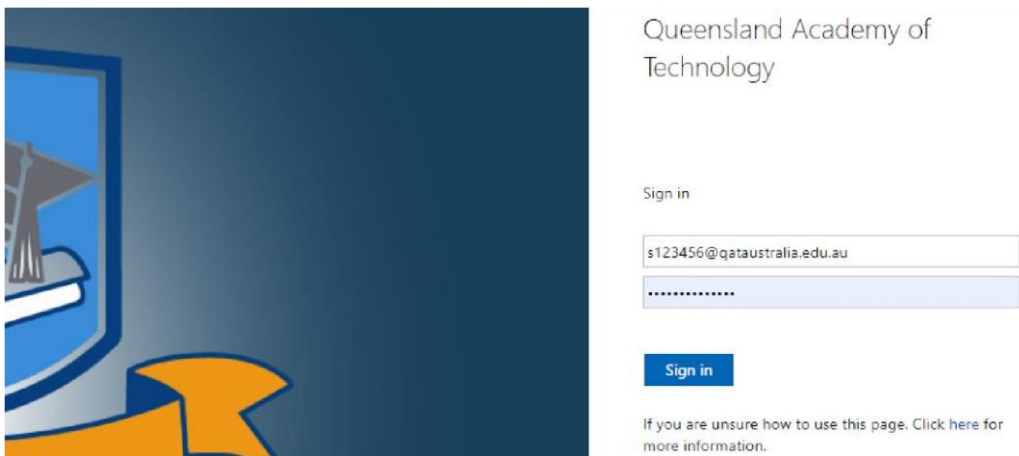 Queensland Academy of
Technology
Sign in
s123456@qataustralia.edu.au
••••••••••••••
Sign in
If you are unsure how to use this page. Click here for
more information.